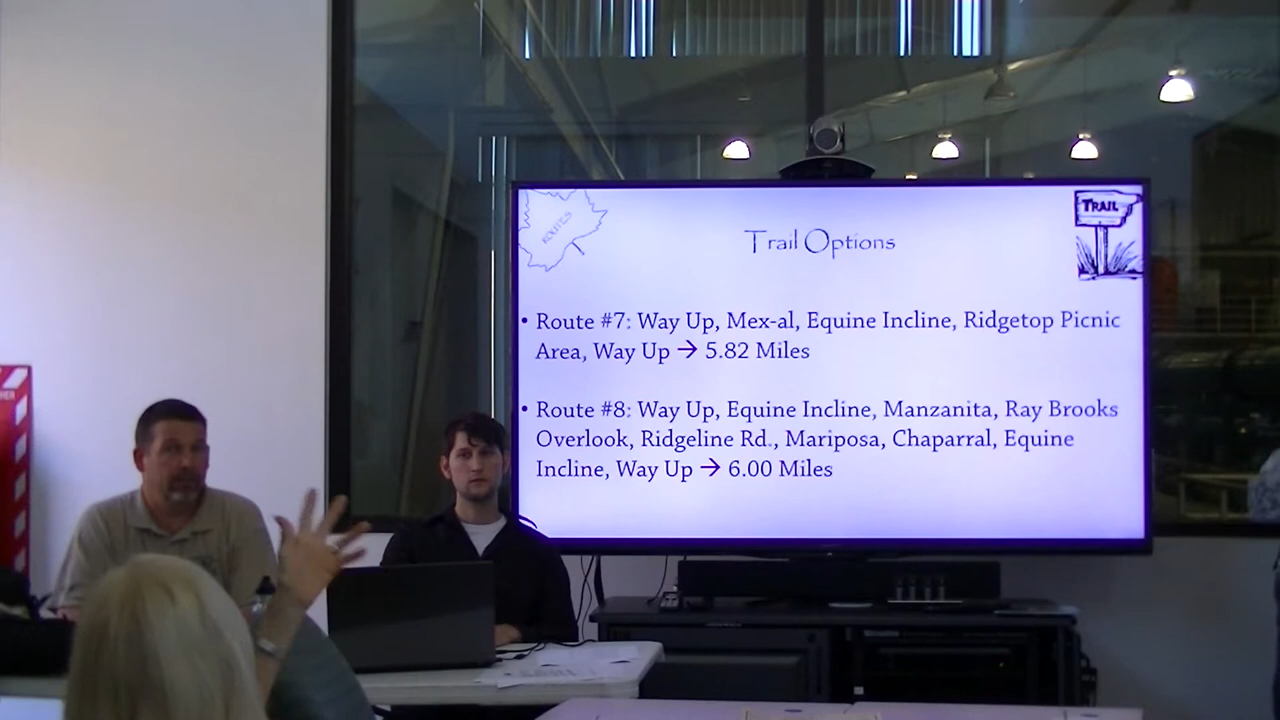 ROUTES
TRAIL
Trail Options
• Route #7: Way Up, Mex-al, Equine Incline, Ridgetop Picnic
Area, Way Up → 5.82 Miles
• Route #8: Way Up, Equine Incline, Manzanita, Ray Brooks
Overlook, Ridgeline Rd., Mariposa, Chaparral, Equine
Incline, Way Up → 6.00 Miles